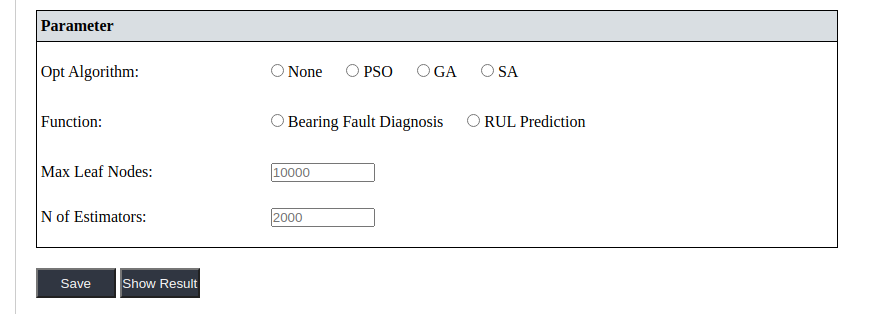 Parameter
Opt Algorithm: None PSO GA SA
Function: Bearing Fault Diagnosis RUL Prediction
Max Leaf Nodes: 10000
N of Estimators: 2000
Save Show Result